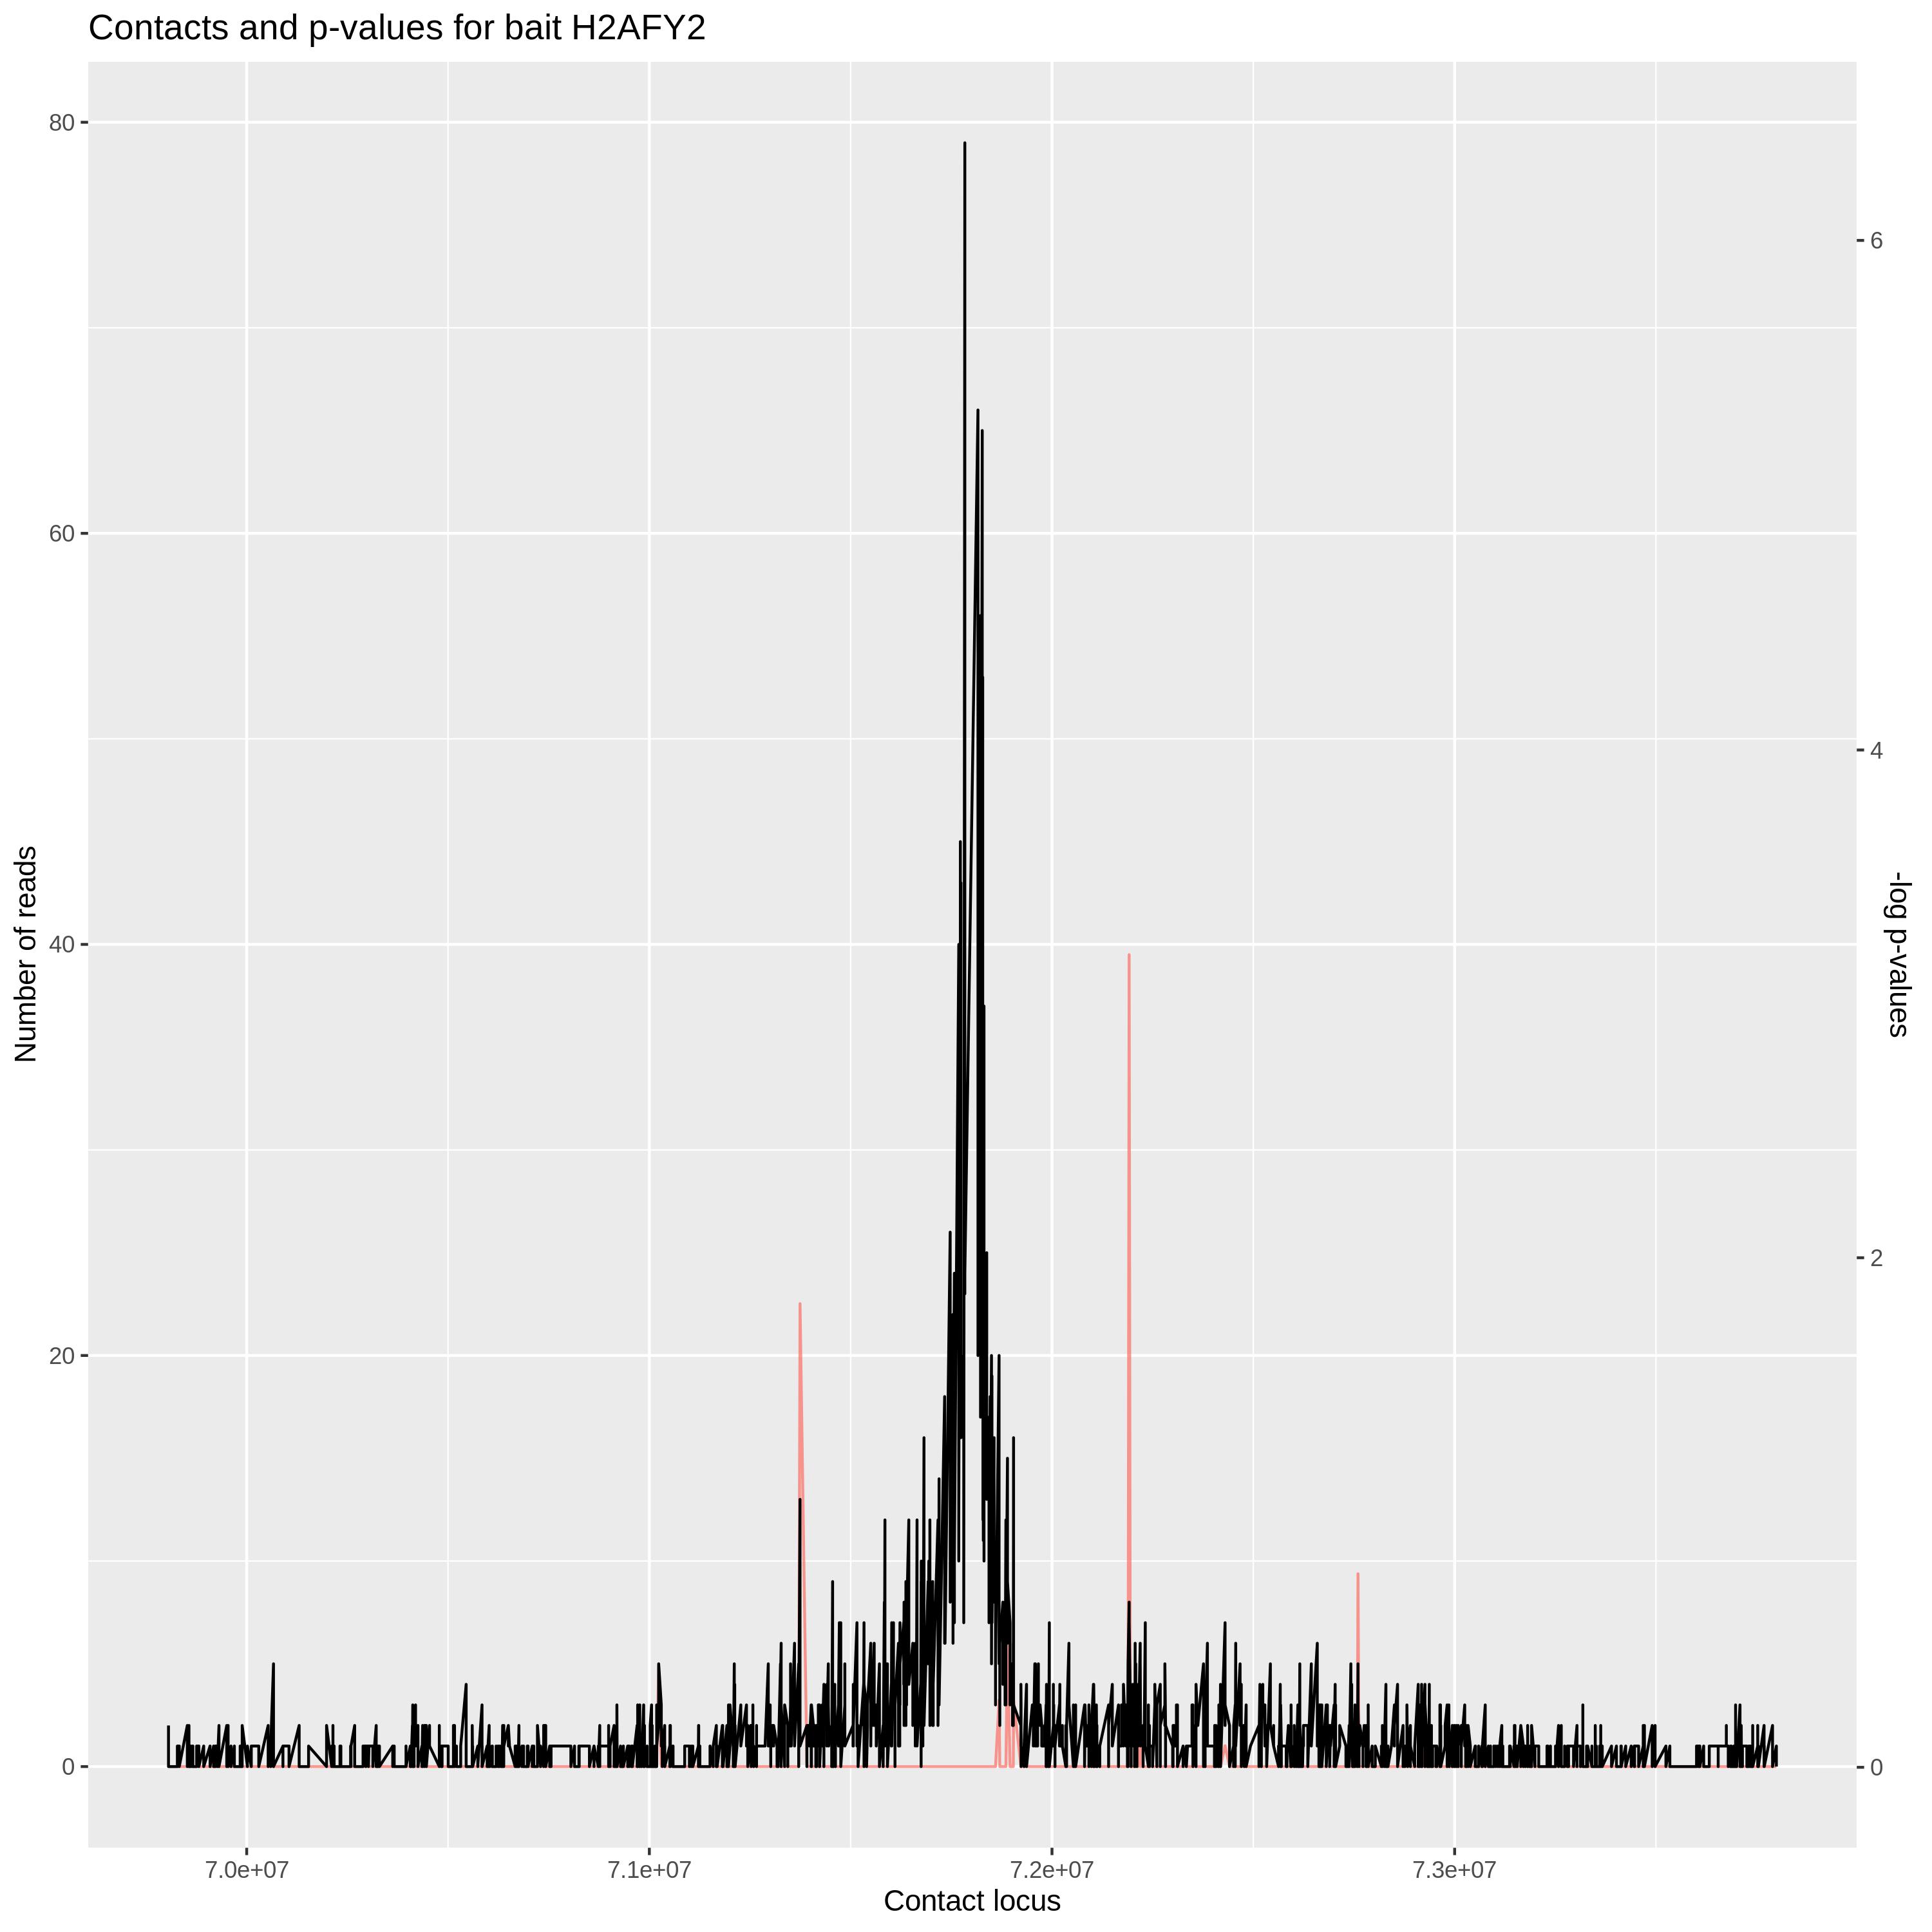 Contacts and p-values for bait H2AFY2
80
60
40
20
0
Number of reads
6
4
2
0
-log p-values
7.0e+07 7.1e+07 7.2e+07 7.3e+07
Contact locus